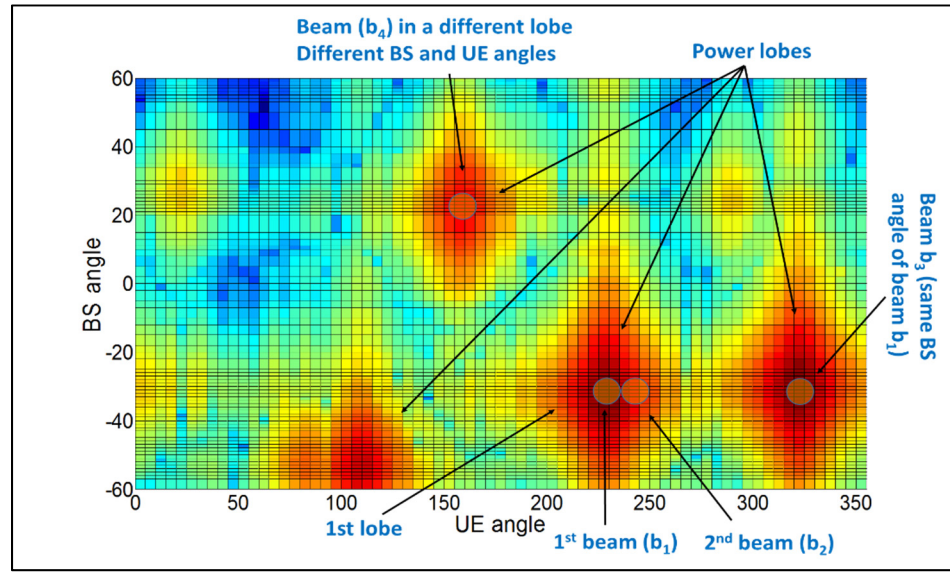 Beam (b4) in a different lobe
Different BS and UE angles
Power lobes
60
40
20
0
-20
-40
-60
BS angle
0
50
100
150
200
250
300
350
UE angle
Beam b3 (same BS
angle of beam b1)
1st lobe
1st beam (b1)
2nd beam (b2)